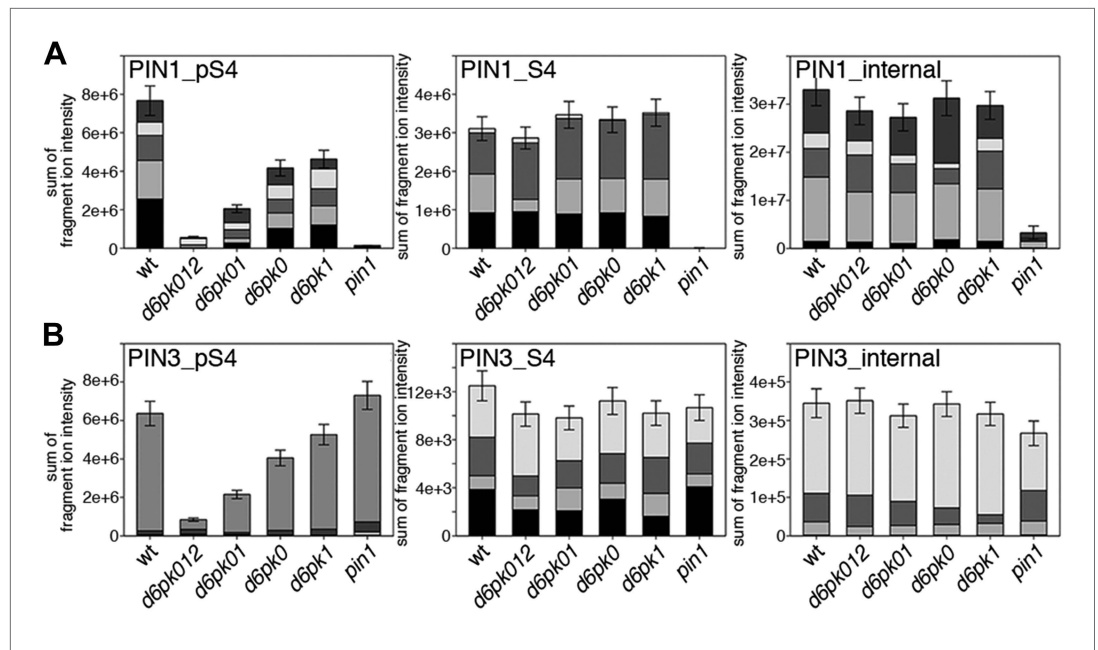 A
PIN1_pS4
sum of
fragment ion intensity
8e+6
6e+6
4e+6
2e+6
0
wt
d6pk012
d6pk01
d6pk0
d6pk1
pin1
PIN1_S4
sum of fragment ion intensity
4e+6
3e+6
2e+6
1e+6
0
wt
d6pk012
d6pk01
d6pk0
d6pk1
pin1
PIN1_internal
sum of fragment ion intensity
3e+7
2e+7
1e+7
0
wt
d6pk012
d6pk01
d6pk0
d6pk1
pin1
B
PIN3_pS4
sum of
fragment ion intensity
8e+6
6e+6
4e+6
2e+6
0
wt
d6pk012
d6pk01
d6pk0
d6pk1
pin1
PIN3_S4
sum of fragment ion intensity
12e+3
8e+3
4e+3
0
wt
d6pk012
d6pk01
d6pk0
d6pk1
pin1
PIN3_internal
sum of fragment ion intensity
4e+5
3e+5
2e+5
1e+5
0
wt
d6pk012
d6pk01
d6pk0
d6pk1
pin1